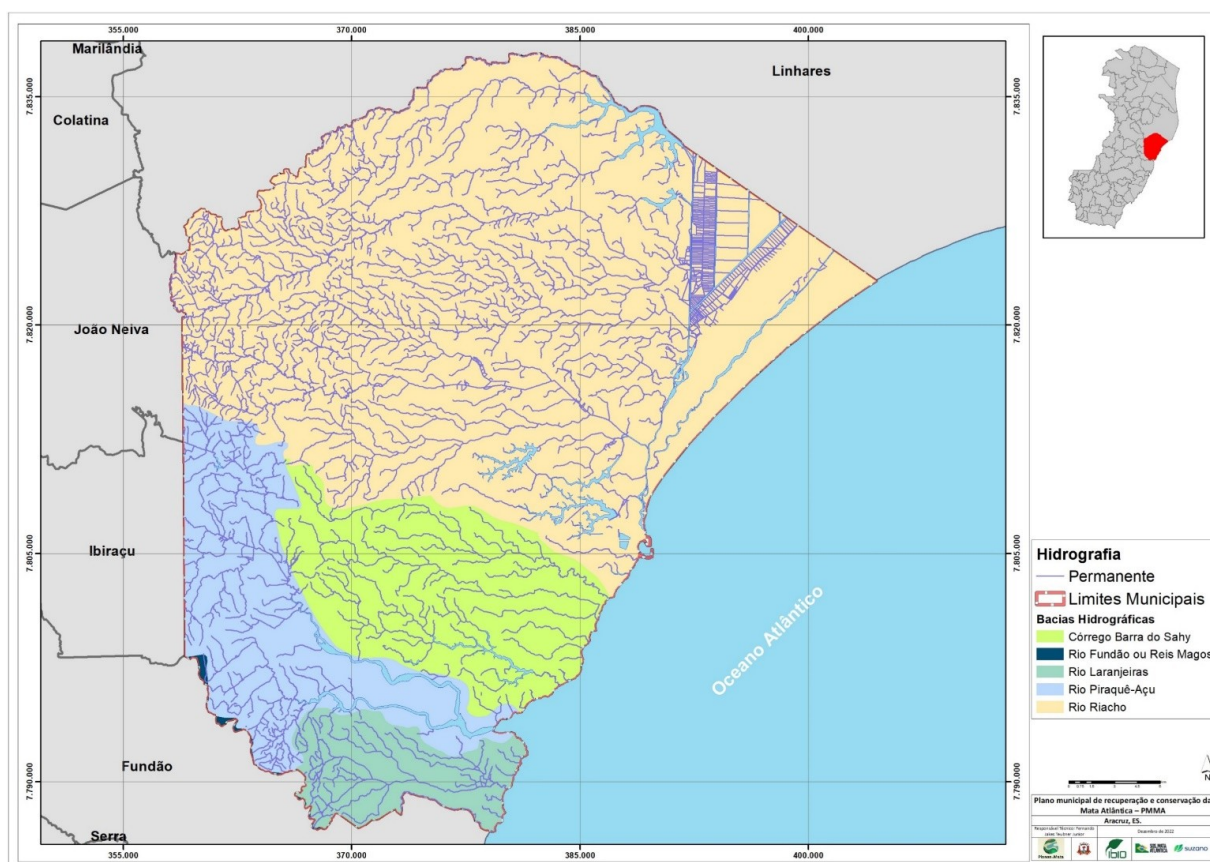 355.000
370.000
385.000
400.000
Marilândia
Linhares
7.835.000
7.835.000
Colatina
João Neiva
7.820.000
7.820.000
Ibiraçu
7.805.000
7.805.000
Oceano Atlântico
Fundão
7.790.000
7.790.000
Serra
355.000
370.000
385.000
400.000
Hidrografia
Permanente
Limites Municipais
Bacias Hidrográficas
Córrego Barra do Sahy
Rio Fundão ou Reis Magos
Rio Laranjeiras
Rio Piraquê-Açu
Rio Riacho
N
Plano municipal de recuperação e conservação da
Mata Atlântica – PMMA
Aracruz, ES.
Responsável Técnico: Fernando
Dezembro de 2022
ibiO
suzano